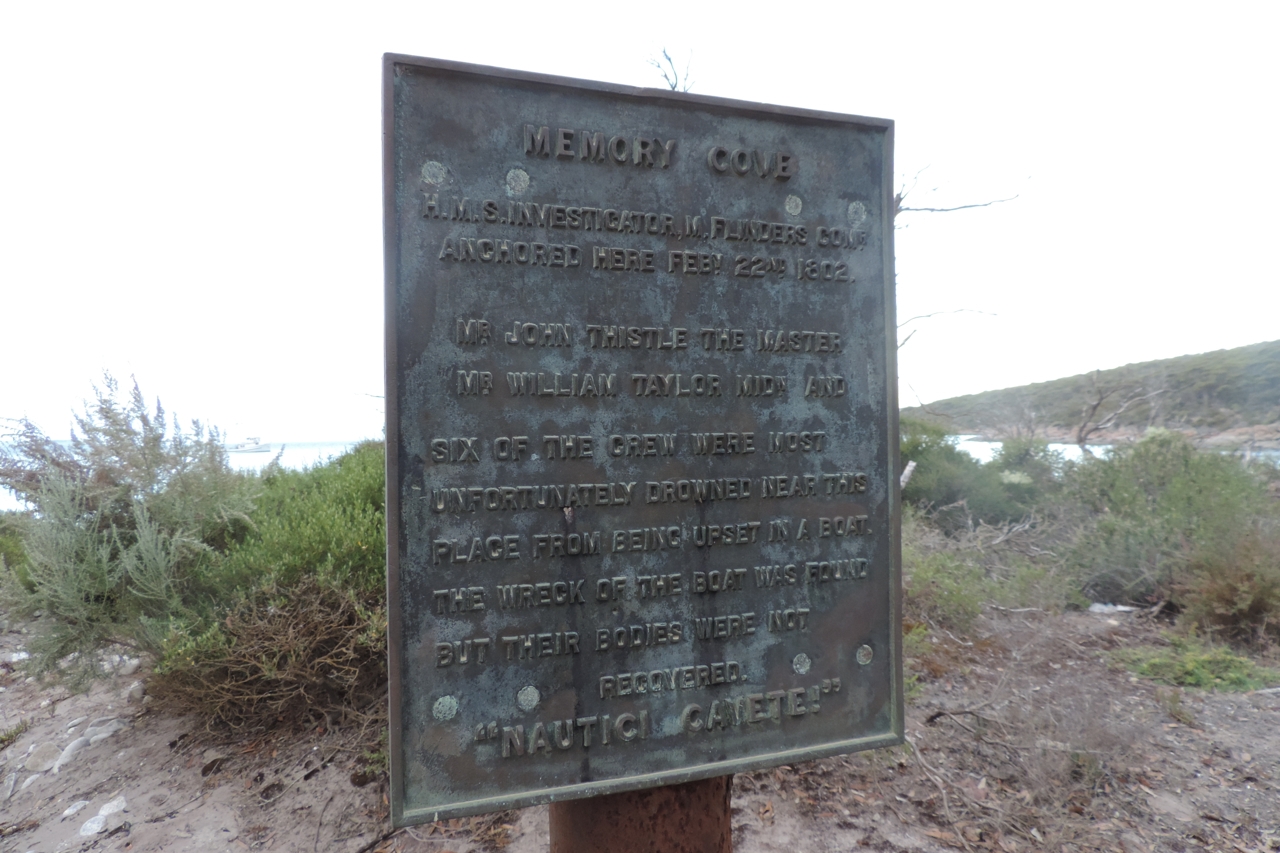 MEMORY COVE
H.M.S. INVESTIGATOR, M. FLINDERS COMR
ANCHORED HERE FEBY 22ND 1802.
MR JOHN THISTLE THE MASTER
MR WILLIAM TAYLOR MIDN AND
SIX OF THE CREW WERE MOST
UNFORTUNATELY DROWNED NEAR THIS
PLACE FROM BEING UPSET IN A BOAT.
THE WRECK OF THE BOAT WAS FOUND
BUT THEIR BODIES WERE NOT
RECOVERED.
"NAUTICI CAVETE!"